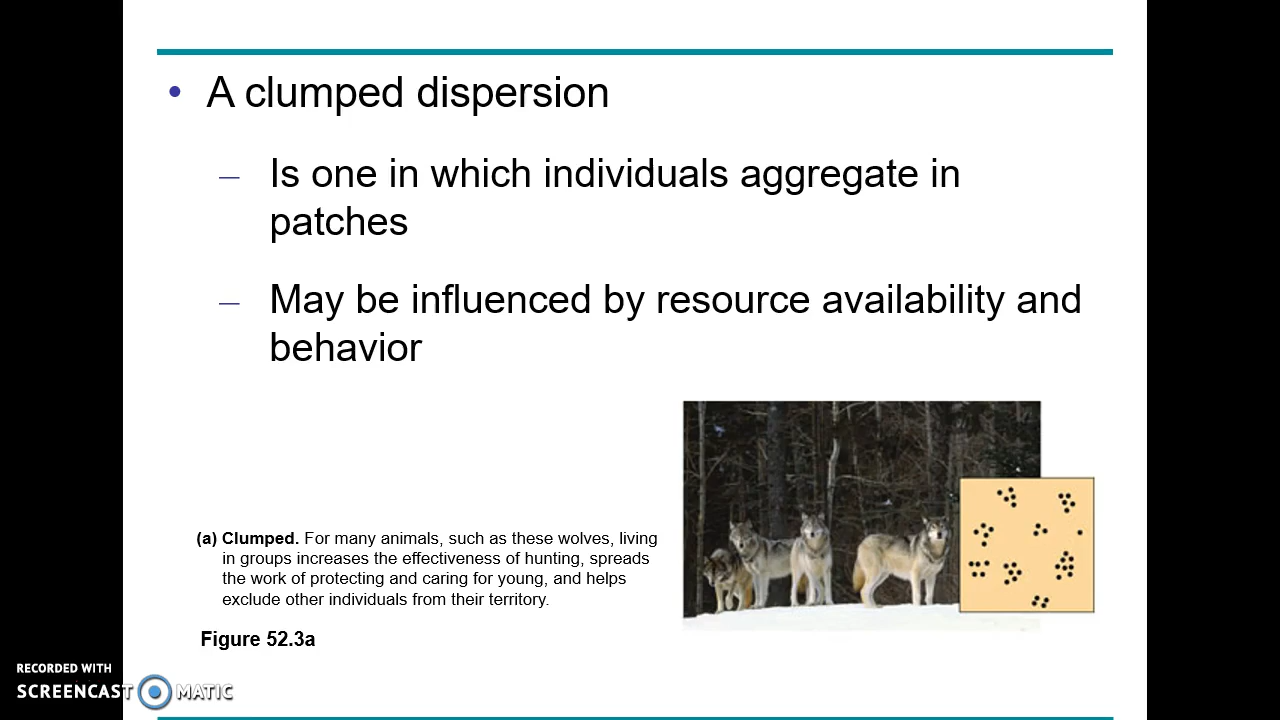 • A clumped dispersion
– Is one in which individuals aggregate in
patches
– May be influenced by resource availability and
behavior
(a) Clumped. For many animals, such as these wolves, living
in groups increases the effectiveness of hunting, spreads
the work of protecting and caring for young, and helps
exclude other individuals from their territory.
Figure 52.3a
RECORDED WITH
SCREENCAST MATIC